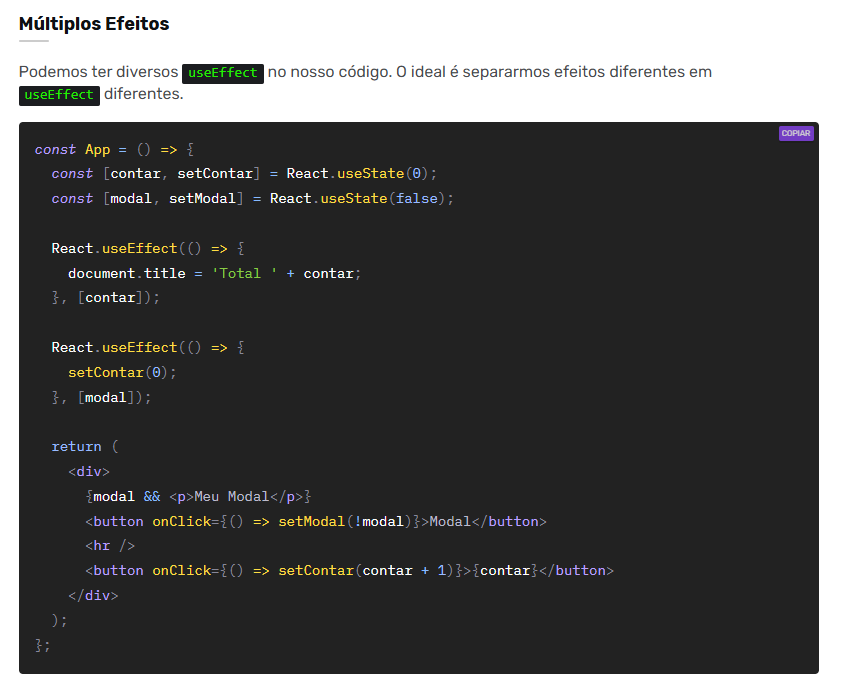 Múltiplos Efeitos
Podemos ter diversos useEffect no nosso código. O ideal é separarmos efeitos diferentes em
useEffect diferentes.
COPIAR
const App = () => {
  const [contar, setContar] = React.useState(0);
  const [modal, setModal] = React.useState(false);

  React.useEffect(() => {
    document.title = 'Total ' + contar;
  }, [contar]);

  React.useEffect(() => {
    setContar(0);
  }, [modal]);

  return (
    <div>
      {modal && <p>Meu Modal</p>}
      <button onClick={() => setModal(!modal)}>Modal</button>
      <hr />
      <button onClick={() => setContar(contar + 1)}>{contar}</button>
    </div>
  );
};